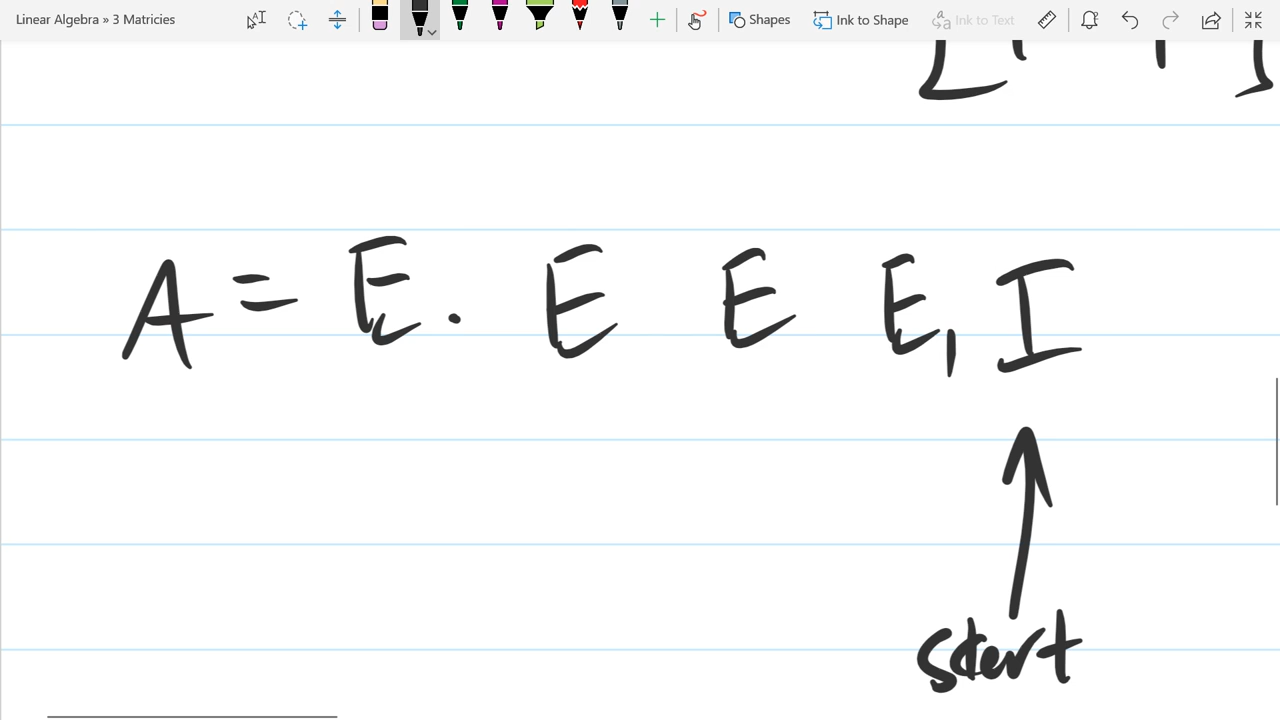 Linear Algebra » 3 Matricies
Shapes
Ink to Shape
Ink to Text
A = E . E E E₁ I
start